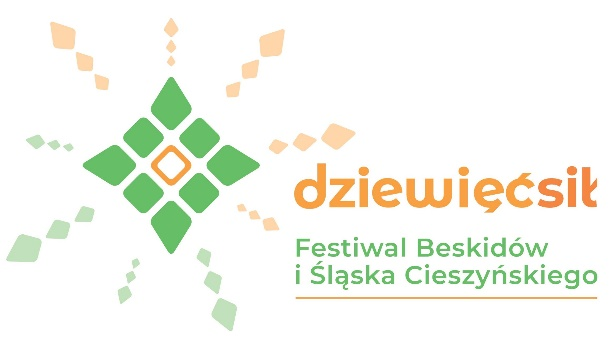 dziewięćsił
Festiwal Beskidów
i Śląska Cieszyńskiego